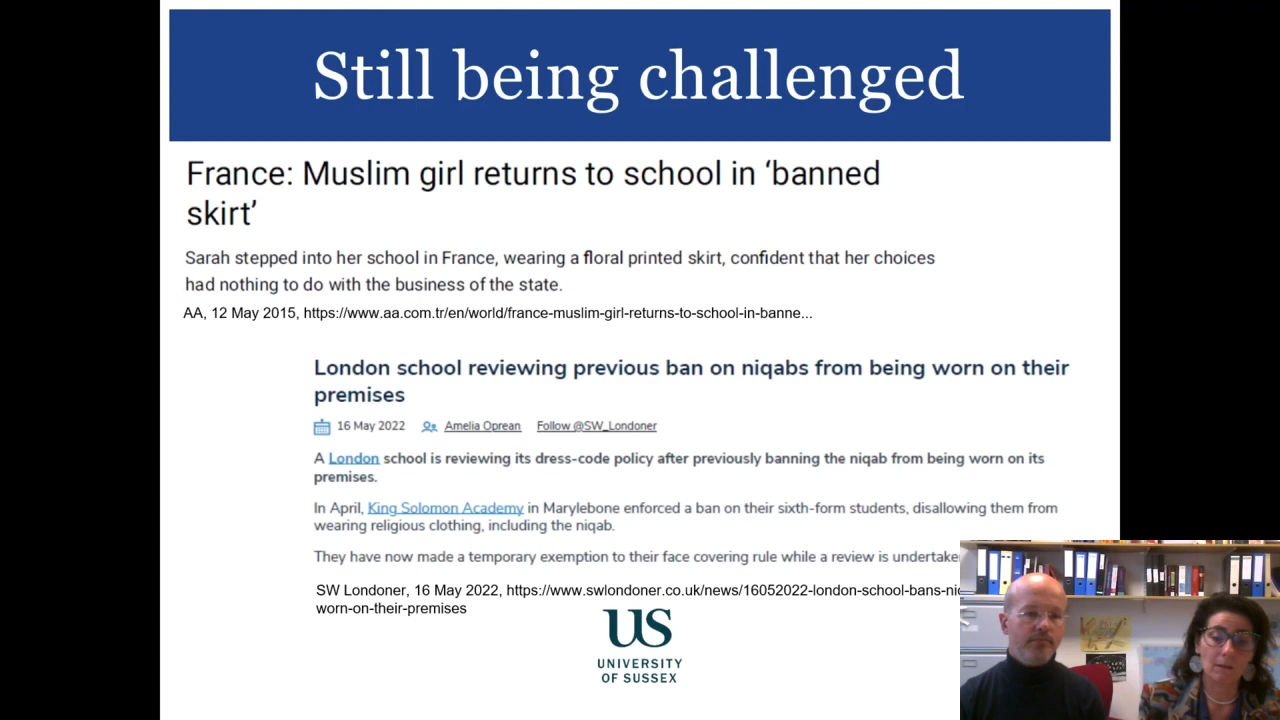 Still being challenged
France: Muslim girl returns to school in ‘banned
skirt’
Sarah stepped into her school in France, wearing a floral printed skirt, confident that her choices
had nothing to do with the business of the state.
AA, 12 May 2015, https://www.aa.com.tr/en/world/france-muslim-girl-returns-to-school-in-banne...
London school reviewing previous ban on niqabs from being worn on their
premises
16 May 2022 Amelia Oprean Follow @SW_Londoner
A London school is reviewing its dress-code policy after previously banning the niqab from being worn on its
premises.
In April, King Solomon Academy in Marylebone enforced a ban on their sixth-form students, disallowing them from
wearing religious clothing, including the niqab.
They have now made a temporary exemption to their face covering rule while a review is undertake
SW Londoner, 16 May 2022, https://www.swlondoner.co.uk/news/16052022-london-school-bans-ni
worn-on-their-premises
US
UNIVERSITY
OF SUSSEX